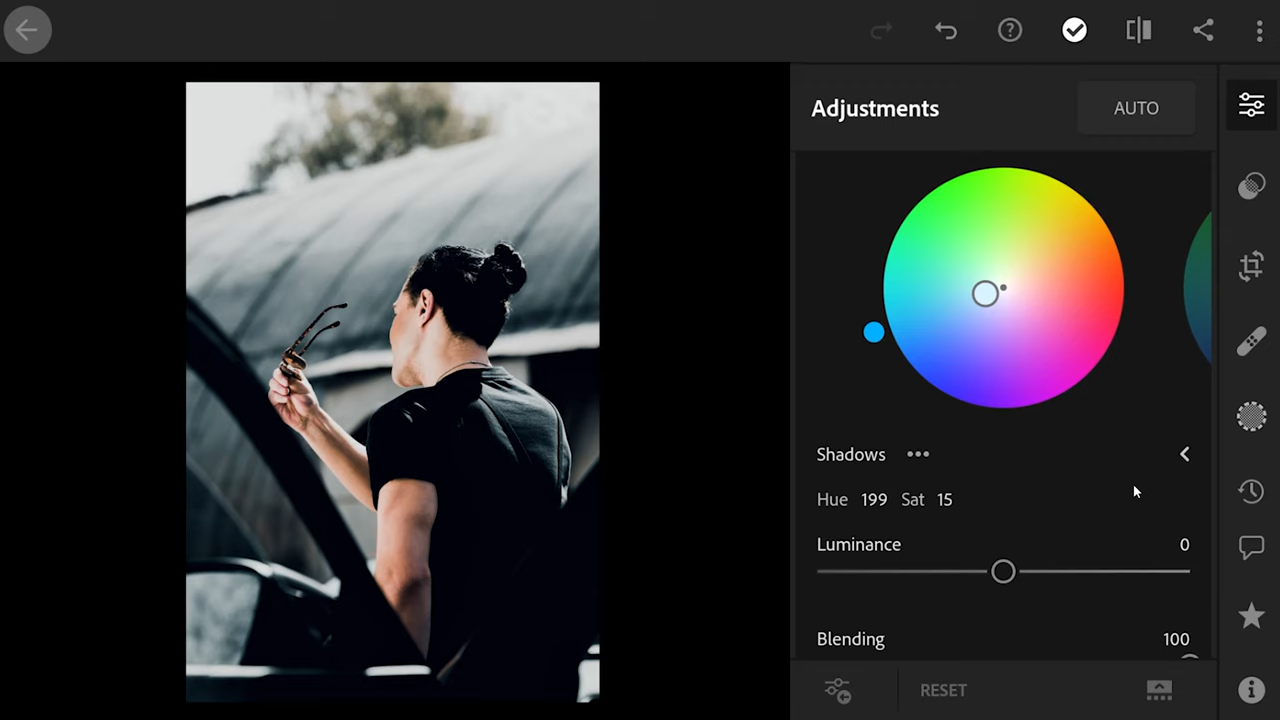 Adjustments
AUTO
Shadows
Hue 199 Sat 15
Luminance 0
Blending 100
RESET